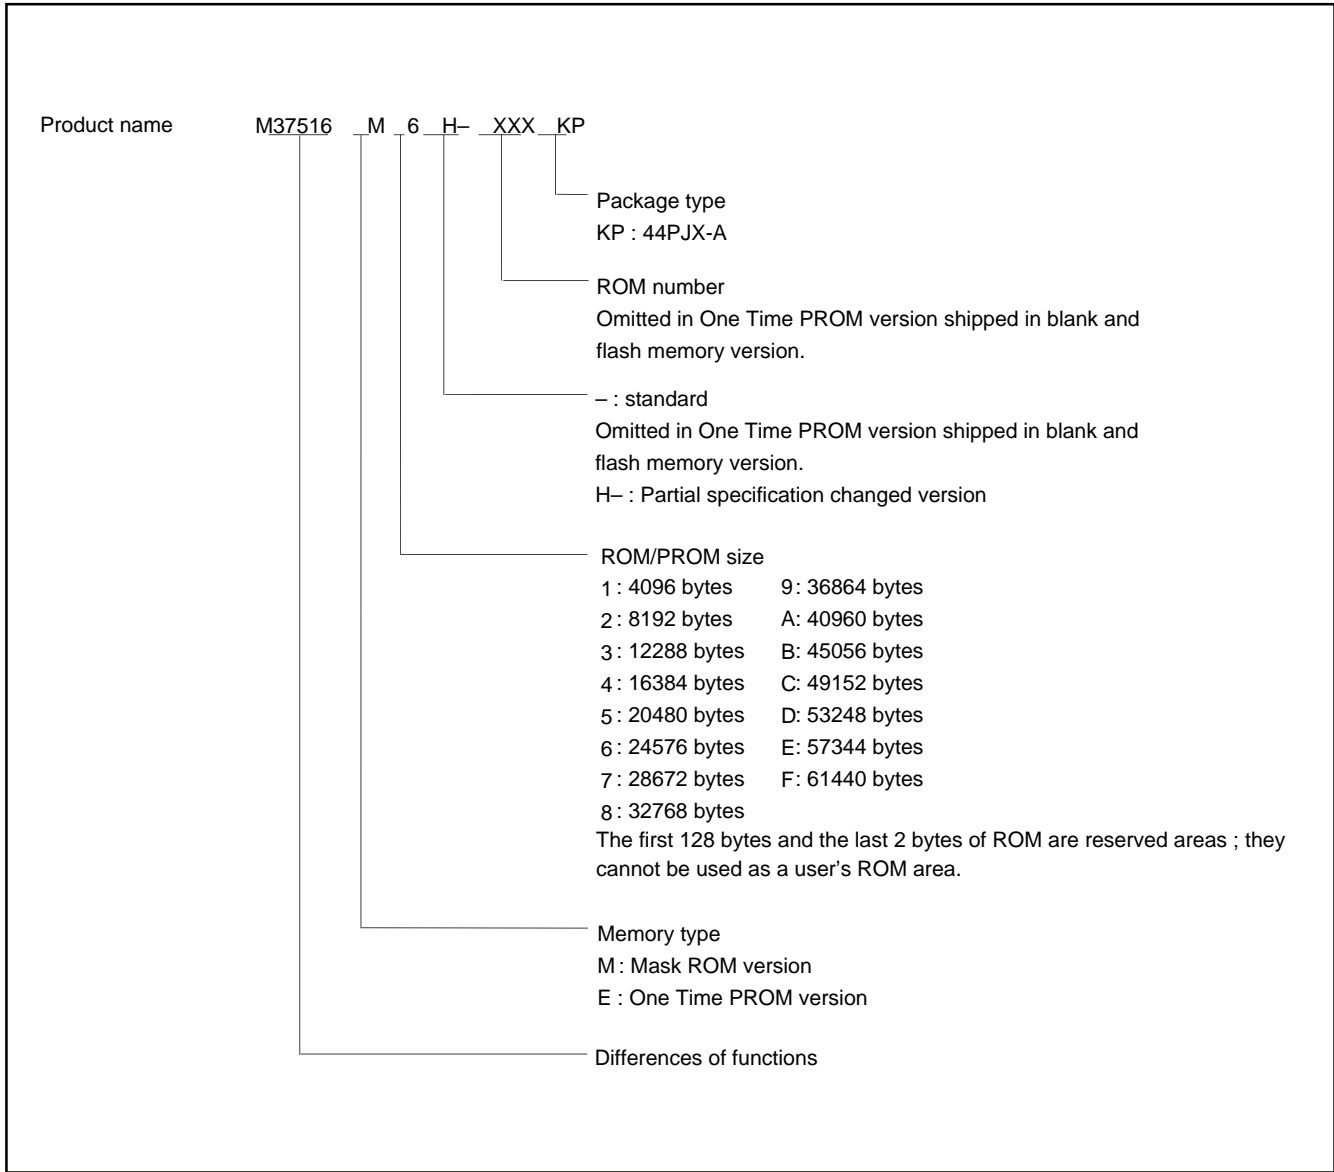 Product name M37516 M 6 H– XXX KP
Package type
KP : 44PJX-A
ROM number
Omitted in One Time PROM version shipped in blank and
flash memory version.
– : standard
Omitted in One Time PROM version shipped in blank and
flash memory version.
H– : Partial specification changed version
ROM/PROM size
1 : 4096 bytes 9: 36864 bytes
2 : 8192 bytes A: 40960 bytes
3 : 12288 bytes B: 45056 bytes
4 : 16384 bytes C: 49152 bytes
5 : 20480 bytes D: 53248 bytes
6 : 24576 bytes E: 57344 bytes
7 : 28672 bytes F: 61440 bytes
8 : 32768 bytes
The first 128 bytes and the last 2 bytes of ROM are reserved areas ; they
cannot be used as a user’s ROM area.
Memory type
M : Mask ROM version
E : One Time PROM version
Differences of functions